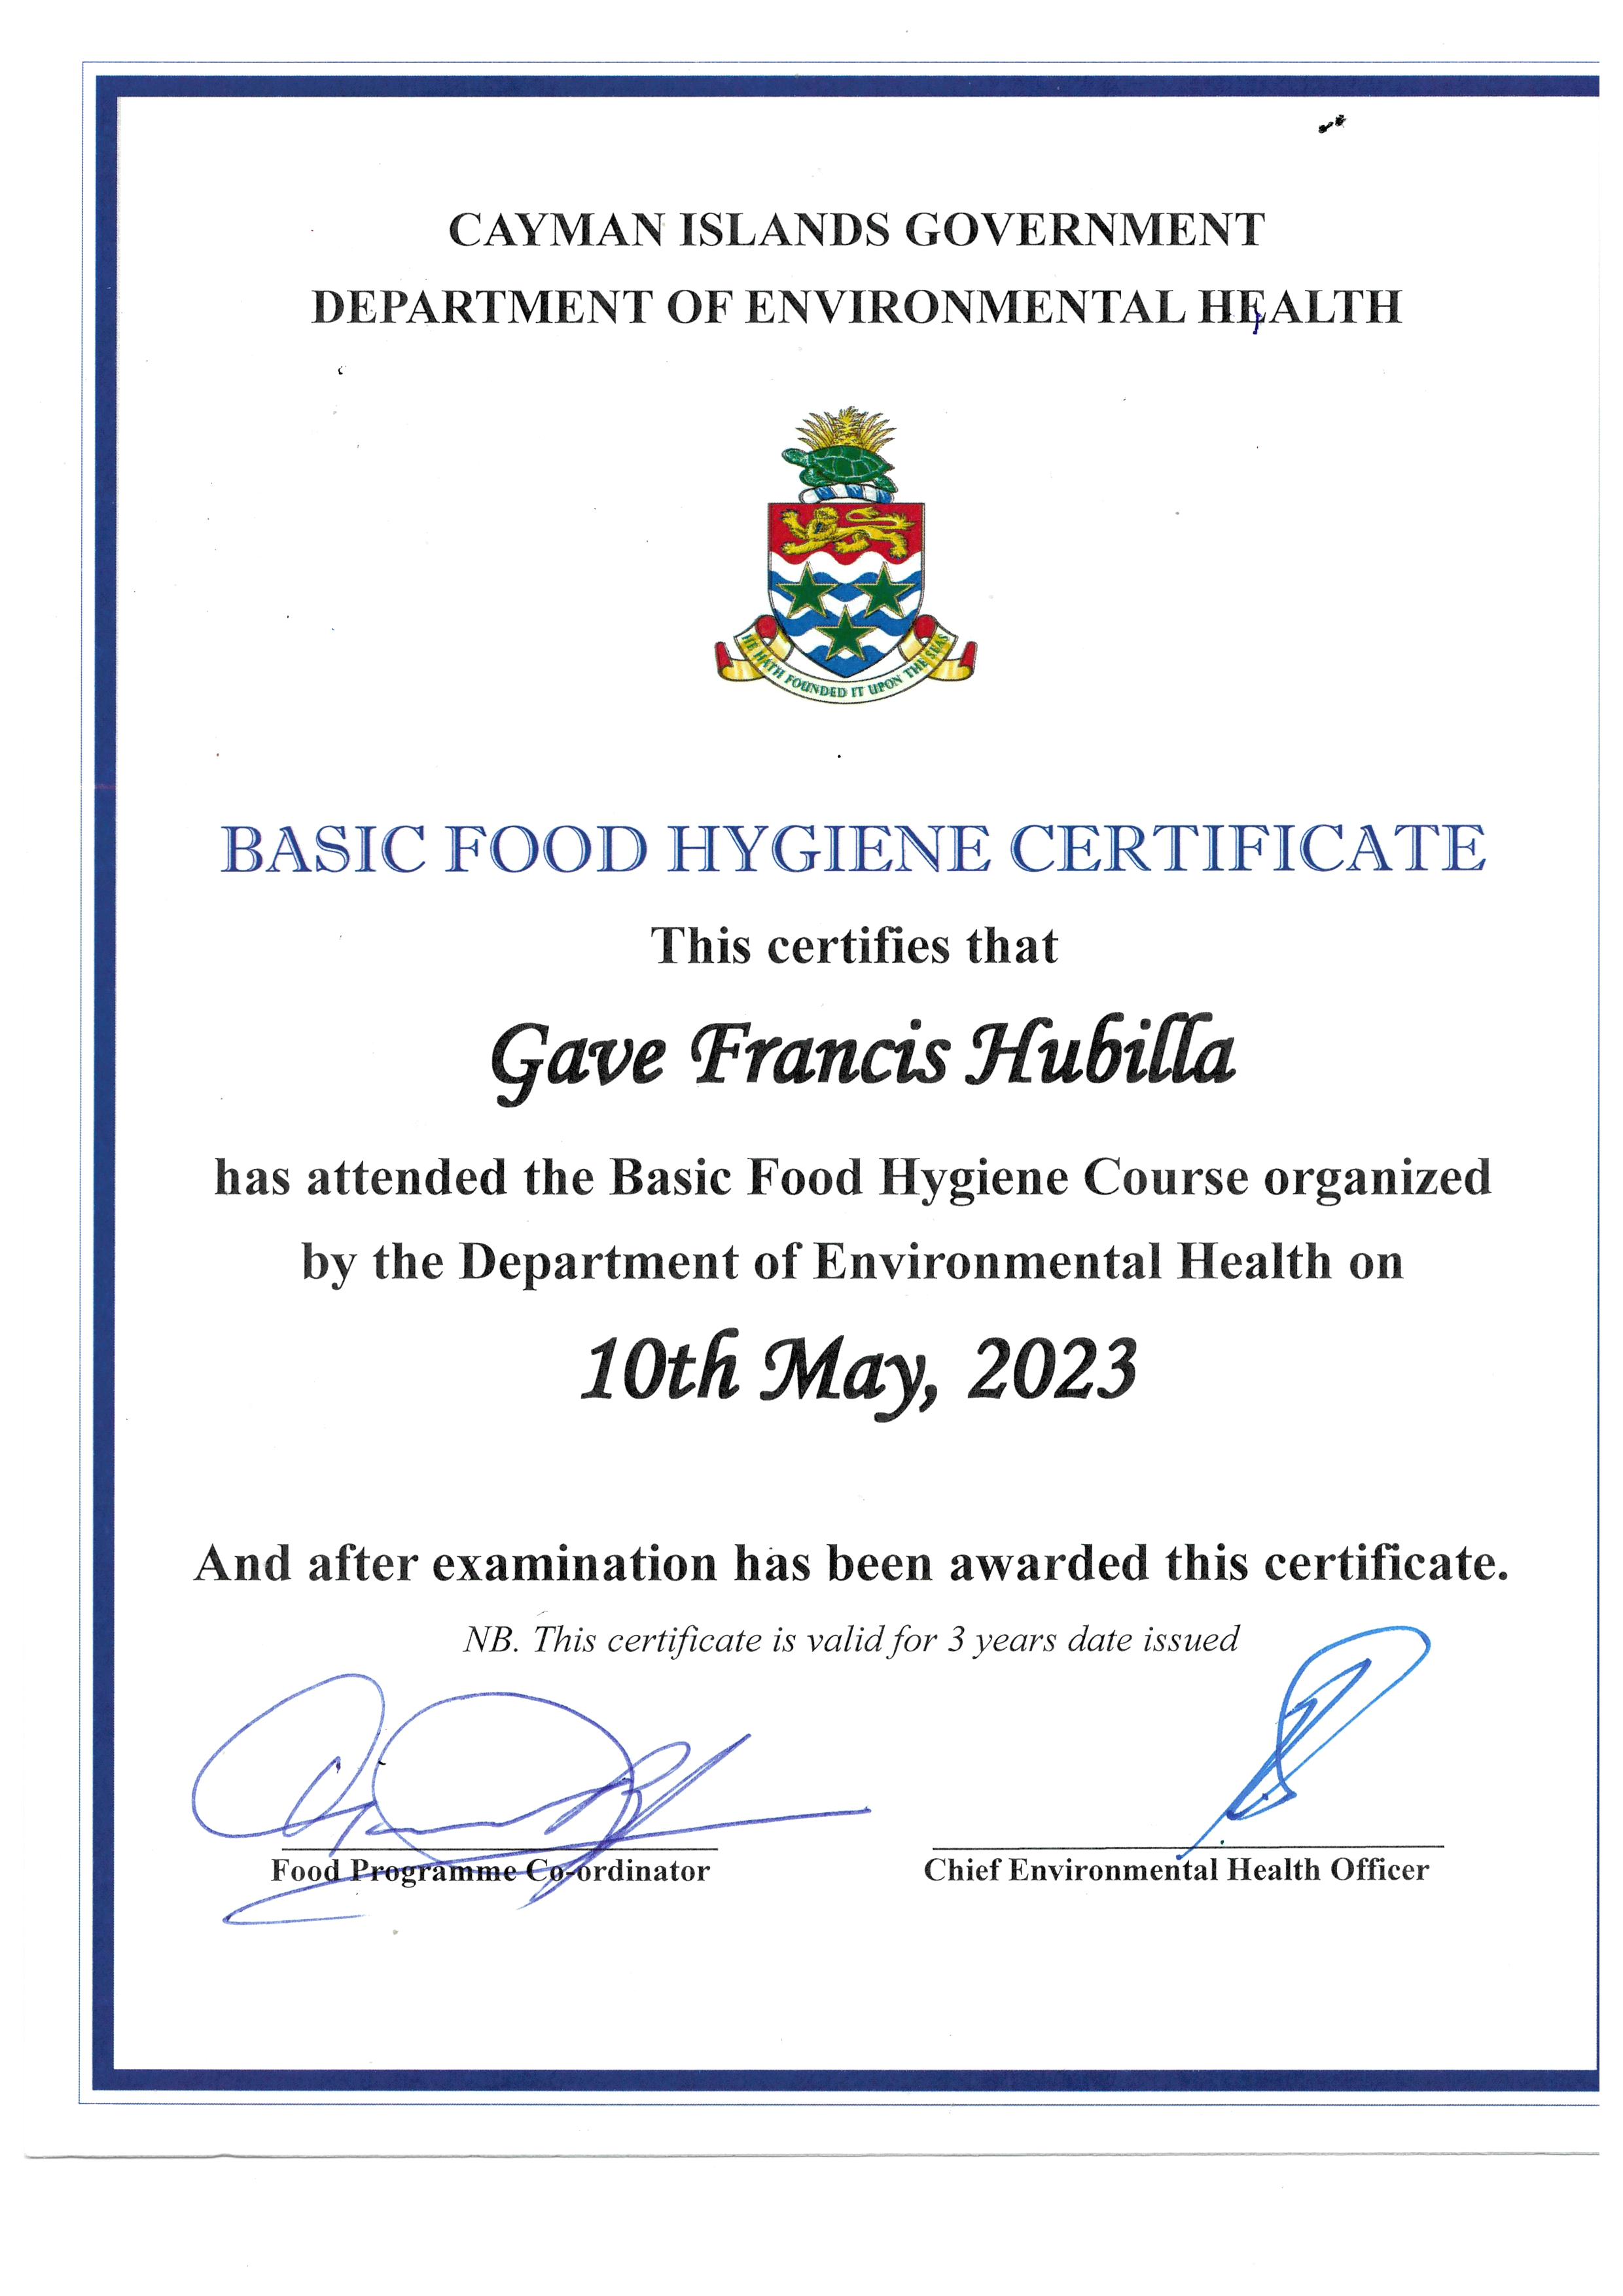 CAYMAN ISLANDS GOVERNMENT
DEPARTMENT OF ENVIRONMENTAL HEALTH
HE HATH FOUNDED IT UPON THE SEAS
BASIC FOOD HYGIENE CERTIFICATE
This certifies that
Gave Francis Hubilla
has attended the Basic Food Hygiene Course organized
by the Department of Environmental Health on
10th May, 2023
And after examination has been awarded this certificate.
NB. This certificate is valid for 3 years date issued
Food Programme Co-ordinator
Chief Environmental Health Officer